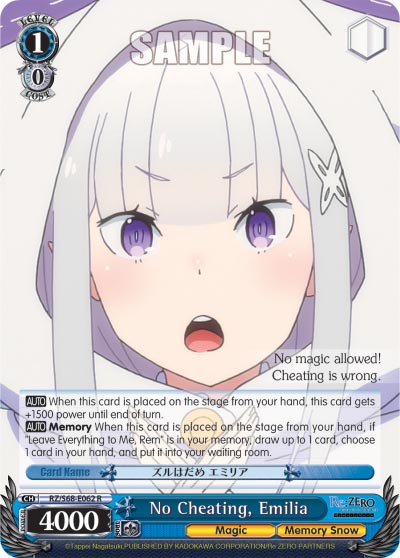 LEVEL
1
0
COST
SAMPLE
No magic allowed!
Cheating is wrong.
AUTO When this card is placed on the stage from your hand, this card gets
+1500 power until end of turn.
AUTO Memory When this card is placed on the stage from your hand, if
"Leave Everything to Me, Rem" is in your memory, draw up to 1 card, choose
1 card in your hand, and put it into your waiting room.
Card Name
ズルはだめ エミリア
CH RZ/S68-E062 R
No Cheating, Emilia
Re:ZERO
POWER
4000
SOUL
Magic
Memory Snow
©Tappei Nagatsuki,PUBLISHED BY KADOKAWA CORPORATION/Re:ZERO PARTNERS